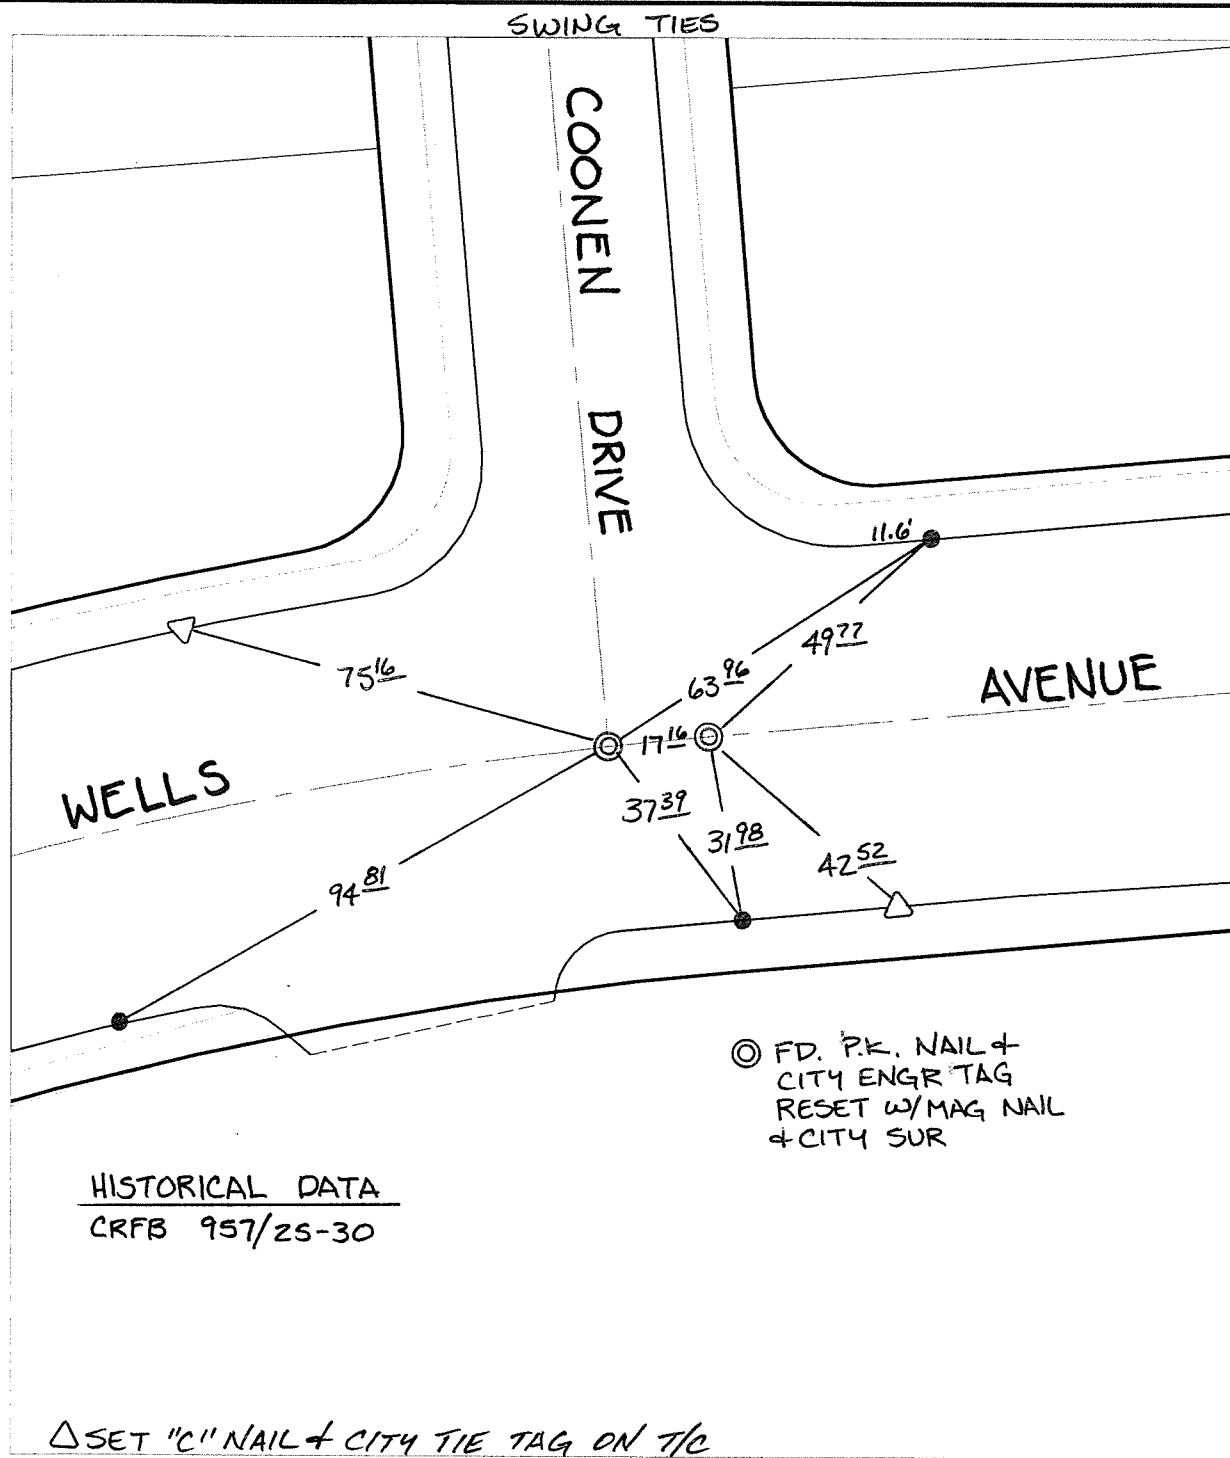 SWING TIES
COONEN DRIVE
11.6'
49 77
75 16
63 96
AVENUE
17 16
WELLS
37 39
31 98
42 52
94 81
FD. P.K. NAIL &
CITY ENGR TAG
RESET W/MAG NAIL
& CITY SUR
HISTORICAL DATA
CRFB 957/25-30
△ SET "C" NAIL & CITY TIE TAG ON T/C